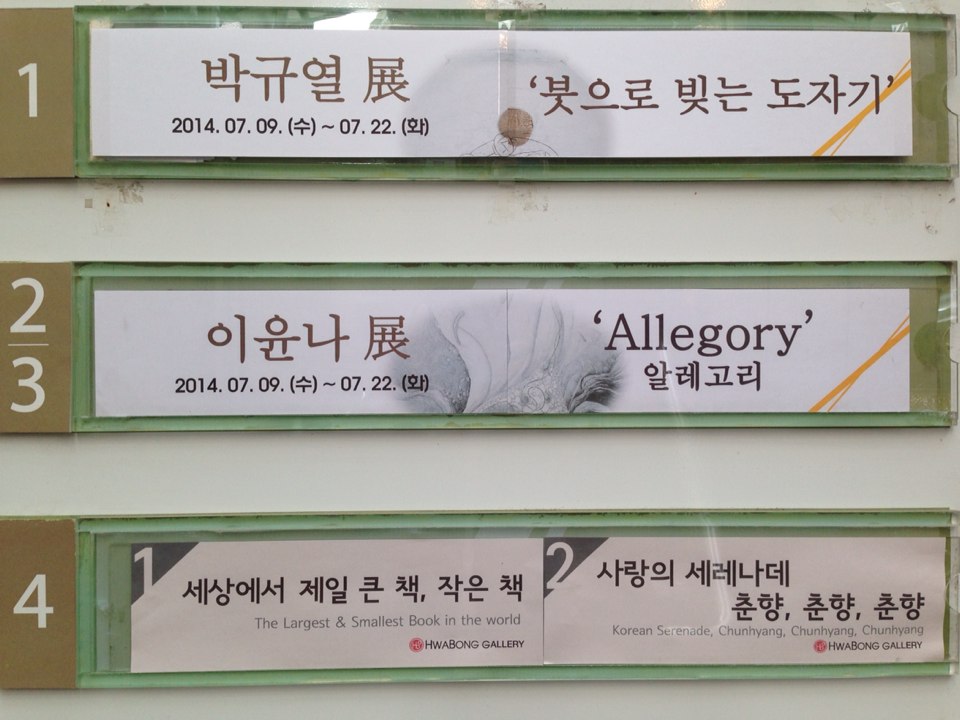 1
박규열 展
2014. 07. 09. (수) ~ 07. 22. (화)
‘붓으로 빚는 도자기’
2
3
이윤나 展
2014. 07. 09. (수) ~ 07. 22. (화)
‘Allegory’
알레고리
4
1
세상에서 제일 큰 책, 작은 책
The Largest & Smallest Book in the world
HWABONG GALLERY
2
사랑의 세레나데
춘향, 춘향, 춘향
Korean Serenade, Chunhyang, Chunhyang, Chunhyang
HWABONG GALLERY